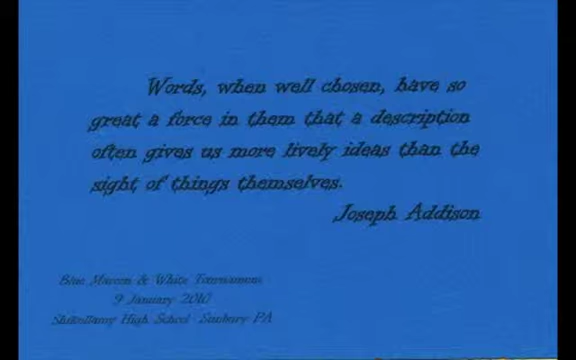 Words, when well chosen, have so
great a force in them that a description
often gives us more lively ideas than the
sight of things themselves.
Joseph Addison
Blue Maroon & White Tournament
9 January 2010
Shikellamy High School Sunbury PA